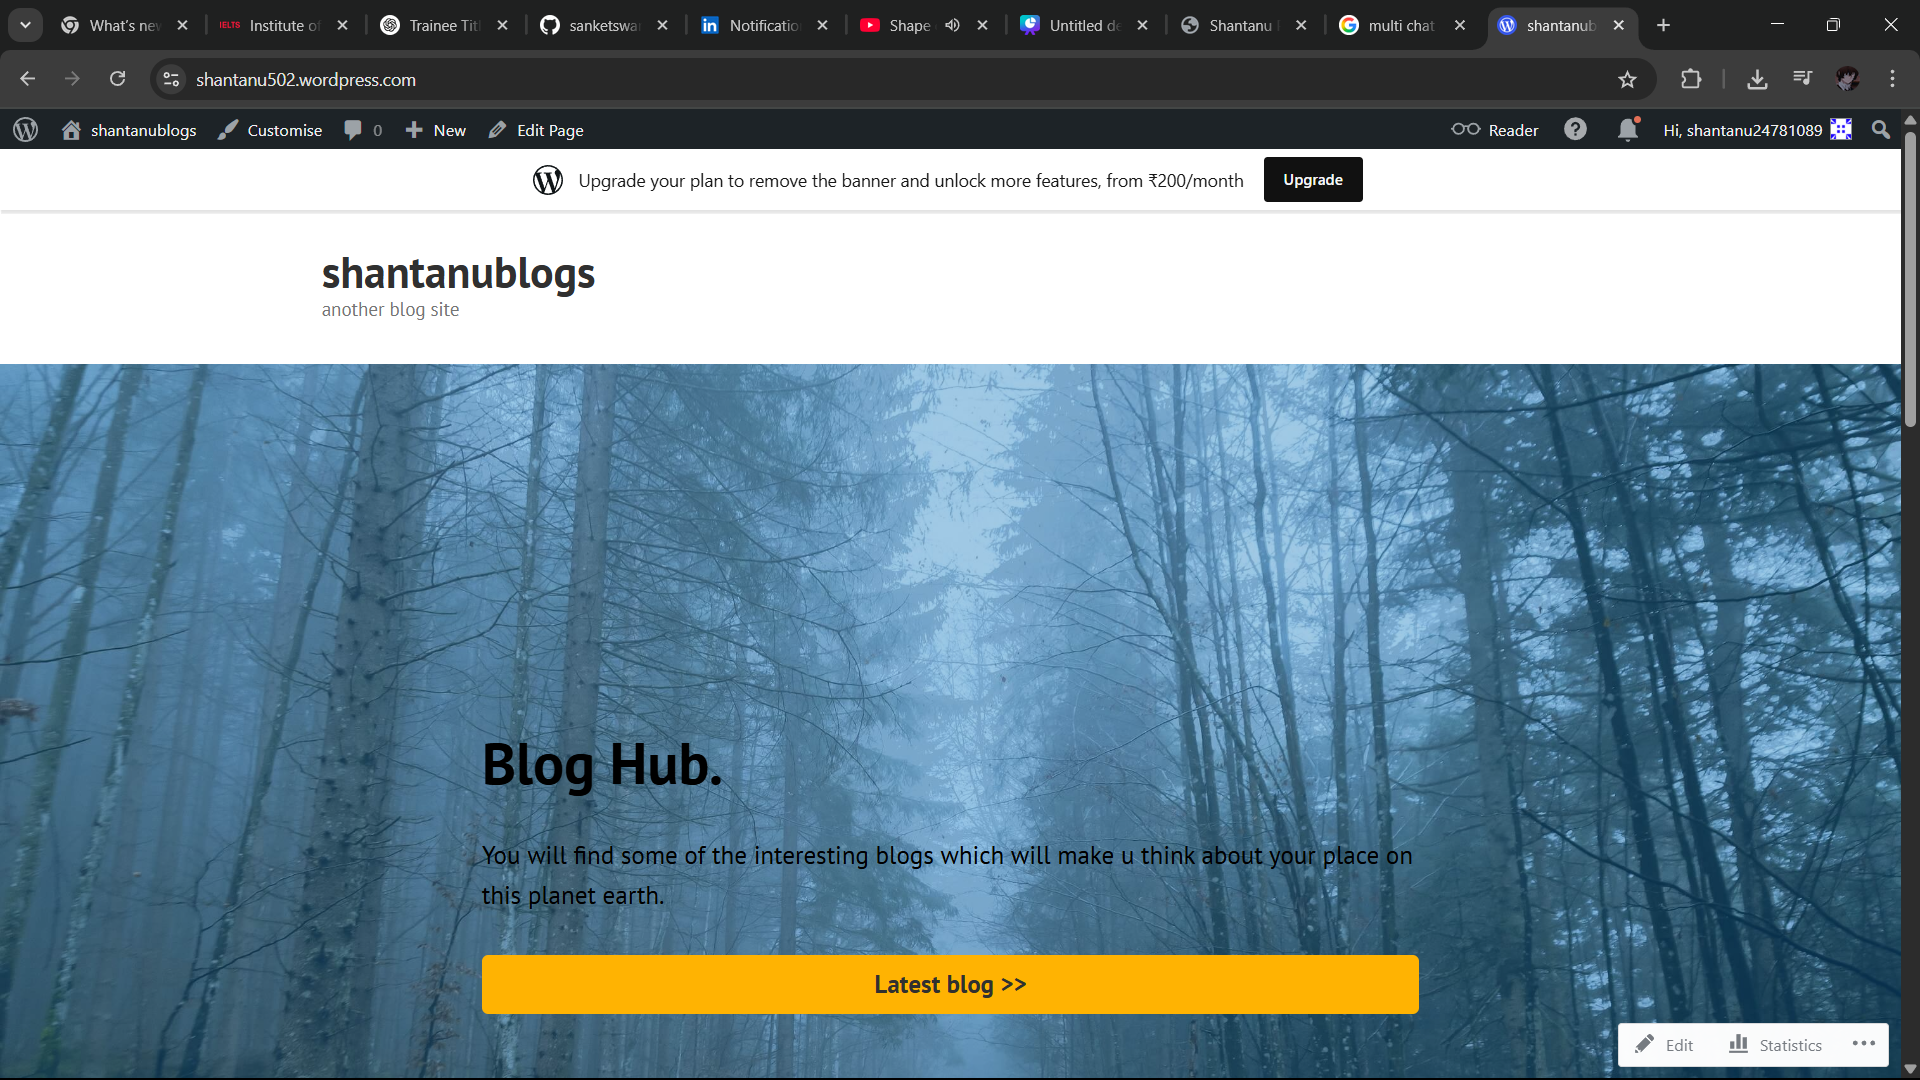 What's nev
IELTS Institute of
Trainee Tit
sanketswa
Notificatio
Shape
Untitled de
Shantanu
multi chat
shantanub
shantanu502.wordpress.com
shantanublogs Customise 0 New Edit Page Reader Hi, shantanu24781089
Upgrade your plan to remove the banner and unlock more features, from ₹200/month Upgrade
shantanublogs
another blog site
Blog Hub.
You will find some of the interesting blogs which will make u think about your place on
this planet earth.
Latest blog >>
Edit Statistics